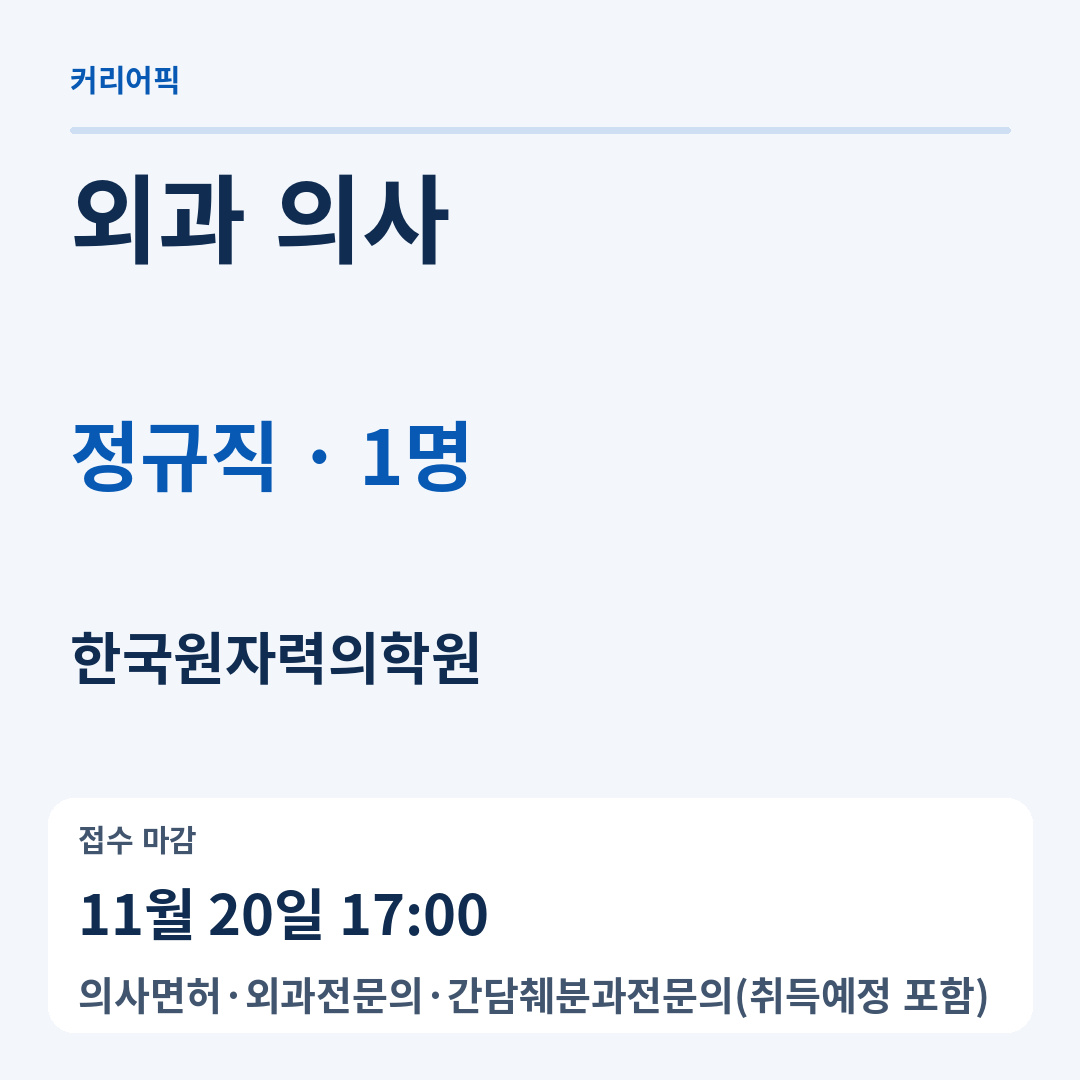 커리어픽
외과 의사
정규직 · 1명
한국원자력의학원
접수 마감
11월 20일 17:00
의사면허·외과전문의·간담췌분과전문의(취득예정 포함)